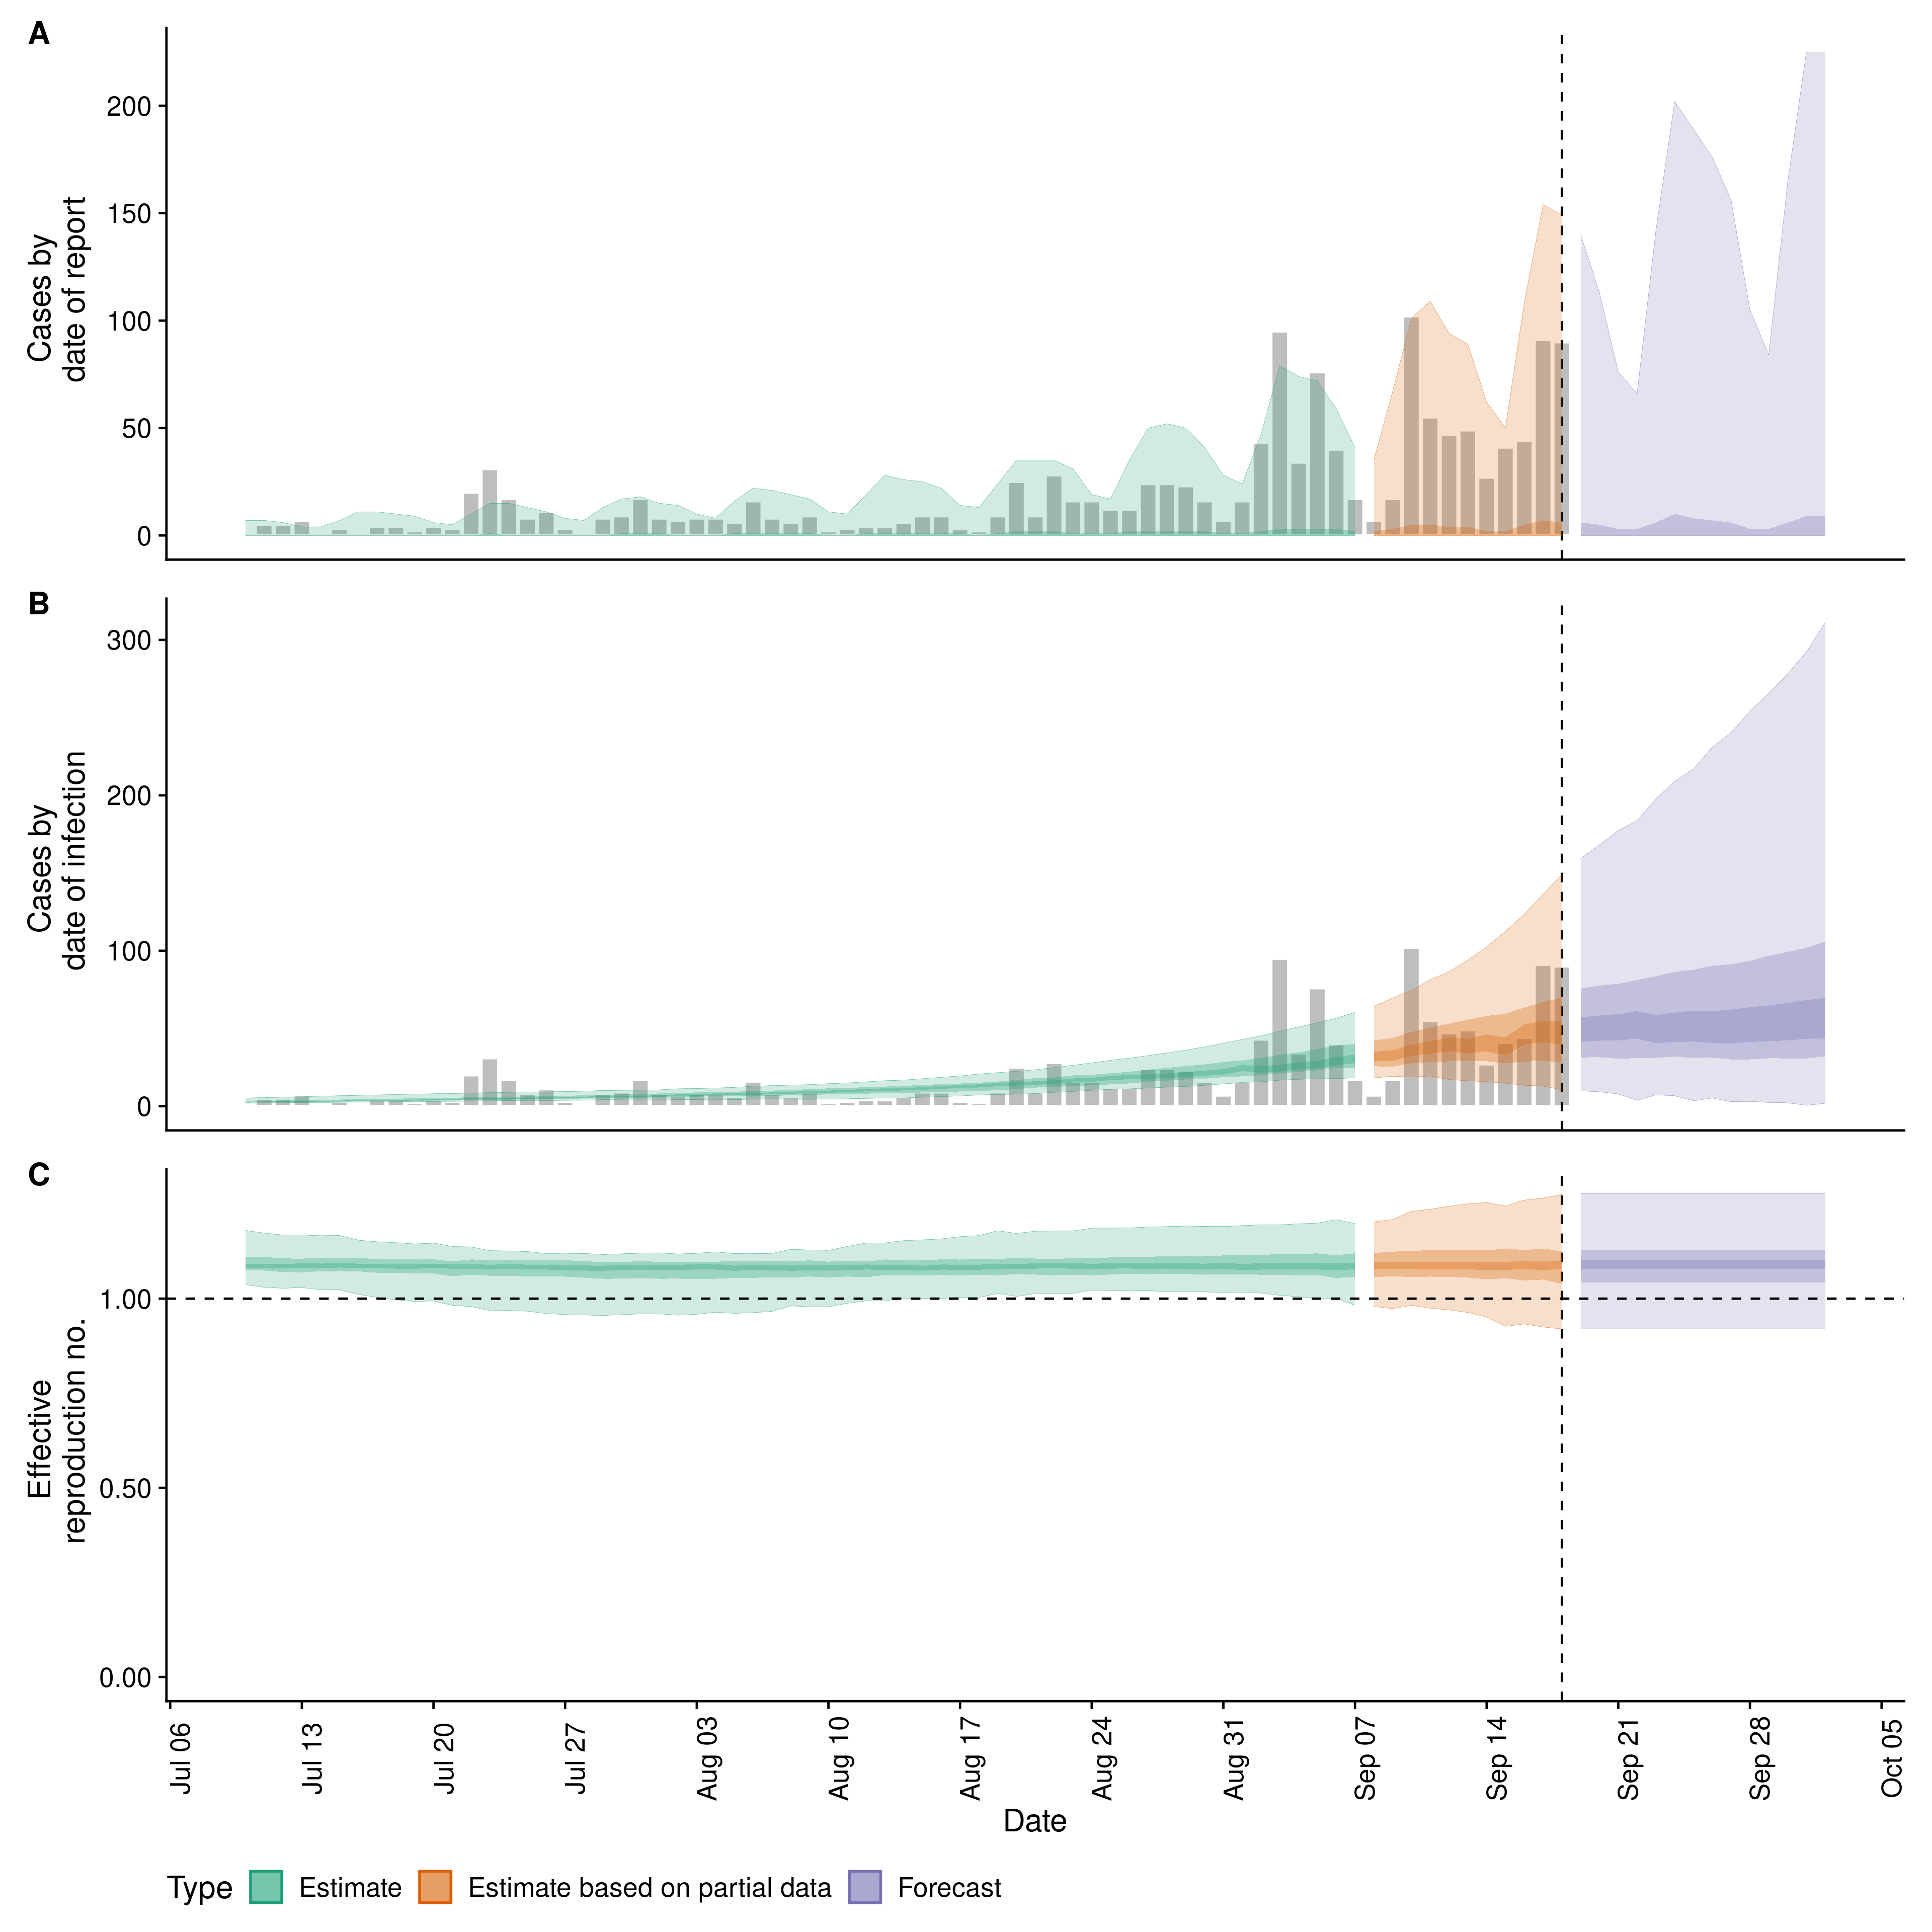 A
Cases by
date of report
200
150
100
50
0
B
Cases by
date of infection
300
200
100
0
C
Effective
reproduction no.
1.00
0.50
0.00
Jul 06
Jul 13
Jul 20
Jul 27
Aug 03
Aug 10
Aug 17
Aug 24
Aug 31
Sep 07
Sep 14
Sep 21
Sep 28
Oct 05
Date
Type Estimate Estimate based on partial data Forecast